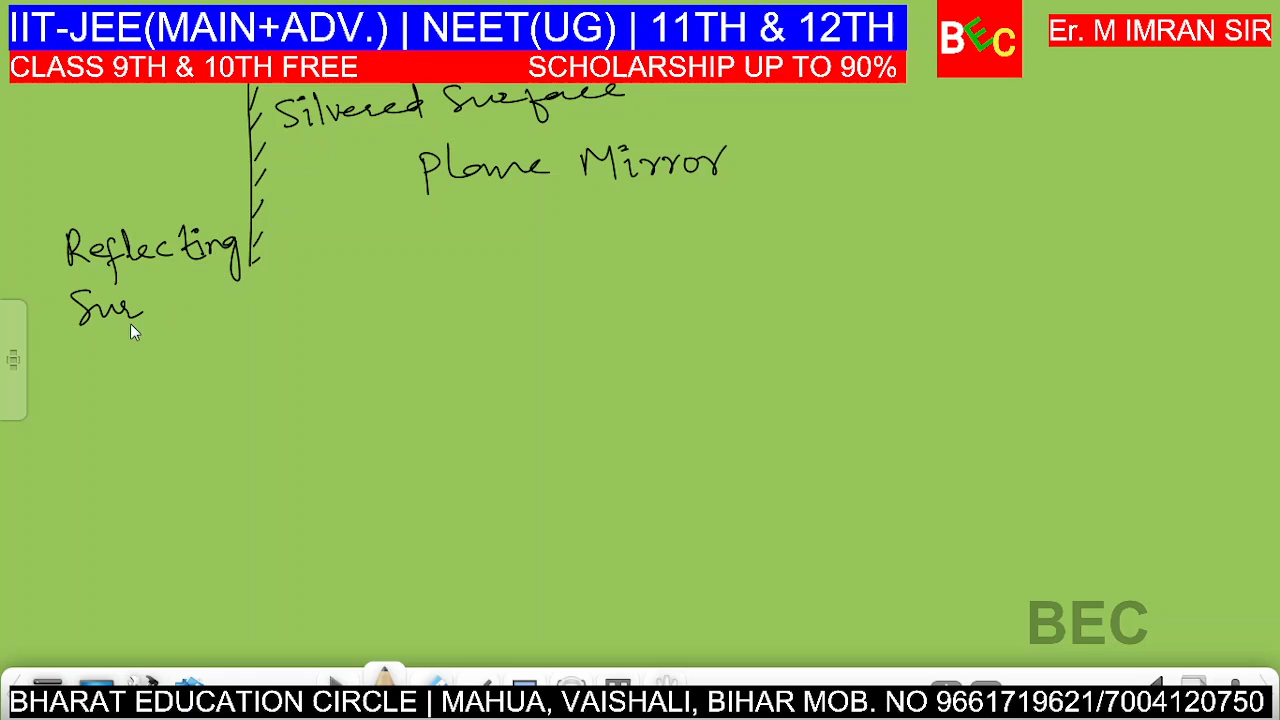 IIT-JEE(MAIN+ADV.) | NEET(UG) | 11TH & 12TH
CLASS 9TH & 10TH FREE SCHOLARSHIP UP TO 90%
BEC
Er. M IMRAN SIR
Silvered Surface
Plane Mirror
Reflecting
Sur
BEC
BHARAT EDUCATION CIRCLE | MAHUA, VAISHALI, BIHAR MOB. NO 9661719621/7004120750